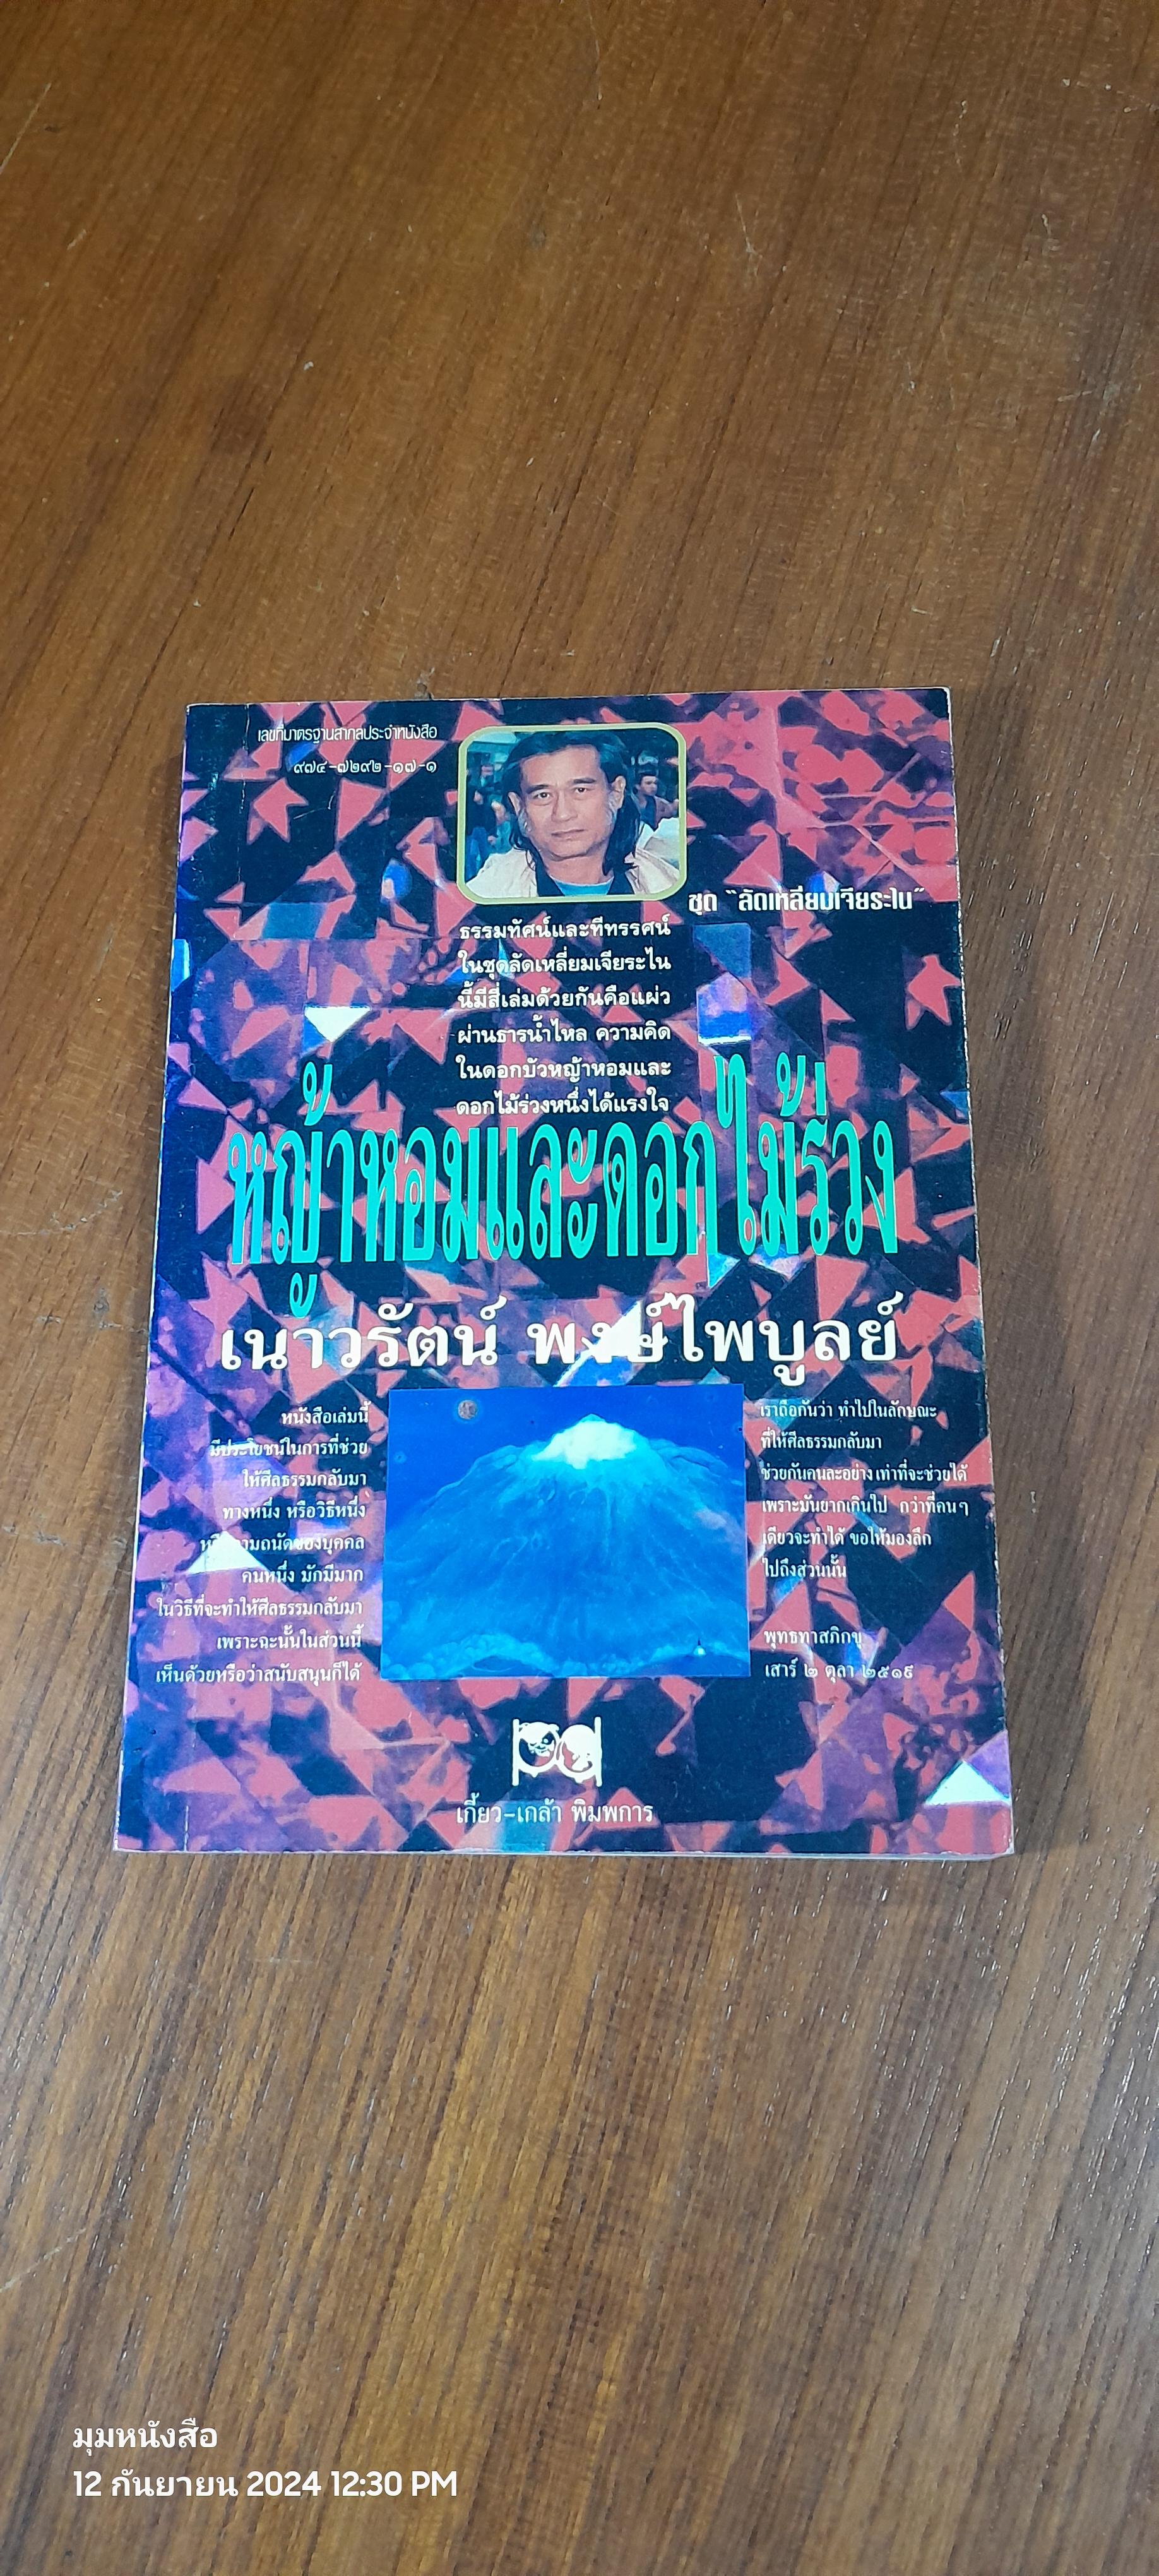 เลขที่มาตรฐานสากลประจำหนังสือ
๙๗๔-๗๒๙๒-๑๗-๑
ชุด “ลัดเหลี่ยมเจียระไน”
ธรรมทัศน์และทีทรรศน์
ในชุดลัดเหลี่ยมเจียระไน
นี้มีสี่เล่มด้วยกันคือแผ่ว
ผ่านธารน้ำไหล ความคิด
ในดอกบัวหญ้าหอมและ
ดอกไม้ร่วงหนึ่งได้แรงใจ
หญ้าหอมและดอกไม้ร่วง
เนาวรัตน์ พงษ์ไพบูลย์
หนังสือเล่มนี้
มีประโยชน์ในการที่ช่วย
ให้ศีลธรรมกลับมา
ทางหนึ่ง หรือวิธีหนึ่ง
หรือตามถนัดของบุคคล
คนหนึ่ง มักมีมาก
ในวิธีที่จะทำให้ศีลธรรมกลับมา
เพราะฉะนั้นในส่วนนี้
เห็นด้วยหรือว่าสนับสนุนก็ได้
เราถือกันว่า ทำไปในลักษณะ
ที่ให้ศีลธรรมกลับมา
ช่วยกันคนละอย่าง เท่าที่จะช่วยได้
เพราะมันยากเกินไป กว่าที่คนๆ
เดียวจะทำได้ ขอให้มองลึก
ไปถึงส่วนนั้น
พุทธทาสภิกขุ
เสาร์ ๒ ตุลา ๒๕๑๙
เกี้ยว-เกล้า พิมพการ
มุมหนังสือ
12 กันยายน 2024 12:30 PM